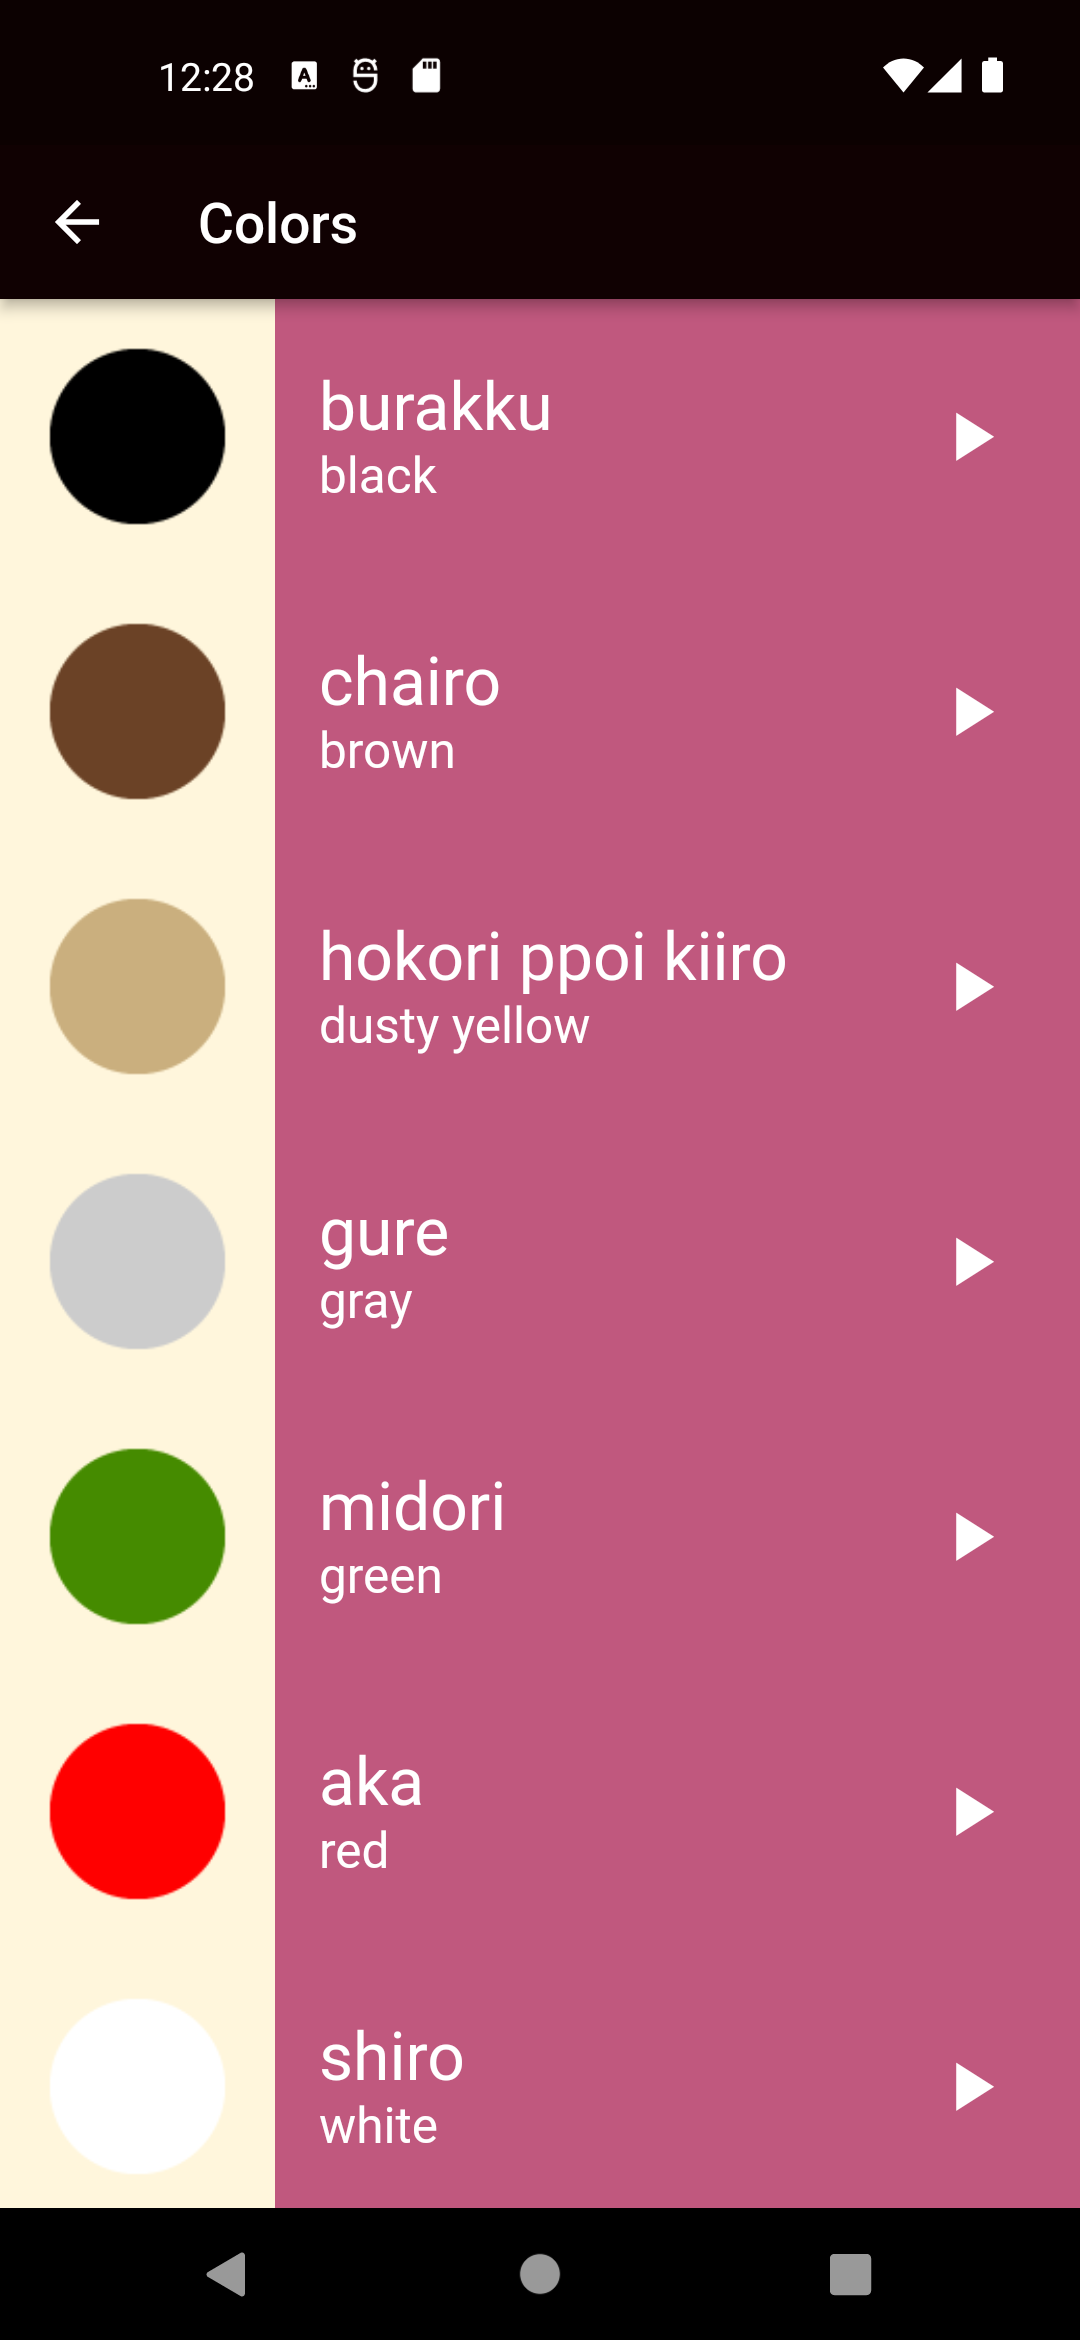 12:28
Colors
burakku
black
chairo
brown
hokori ppoi kiiro
dusty yellow
gure
gray
midori
green
aka
red
shiro
white